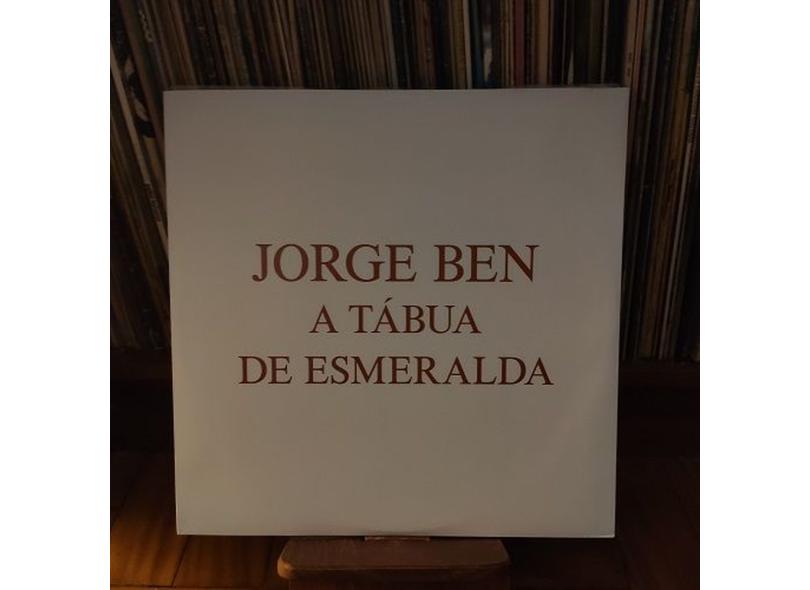 JORGE BEN
A TÁBUA
DE ESMERALDA